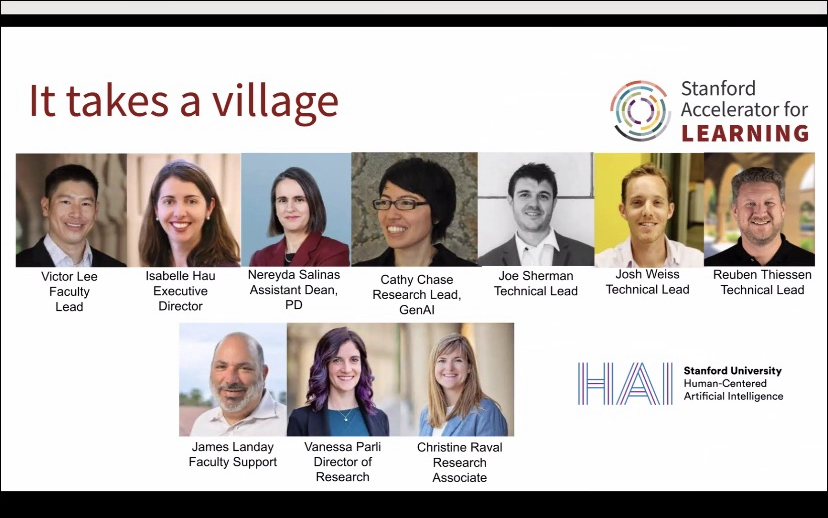 It takes a village
Stanford
Accelerator for
LEARNING
Victor Lee
Faculty
Lead
Isabelle Hau
Executive
Director
Nereyda Salinas
Assistant Dean,
PD
Cathy Chase
Research Lead,
GenAI
Joe Sherman
Technical Lead
Josh Weiss
Technical Lead
Reuben Thiessen
Technical Lead
James Landay
Faculty Support
Vanessa Parli
Director of
Research
Christine Raval
Research
Associate
HAI
Stanford University
Human-Centered
Artificial Intelligence